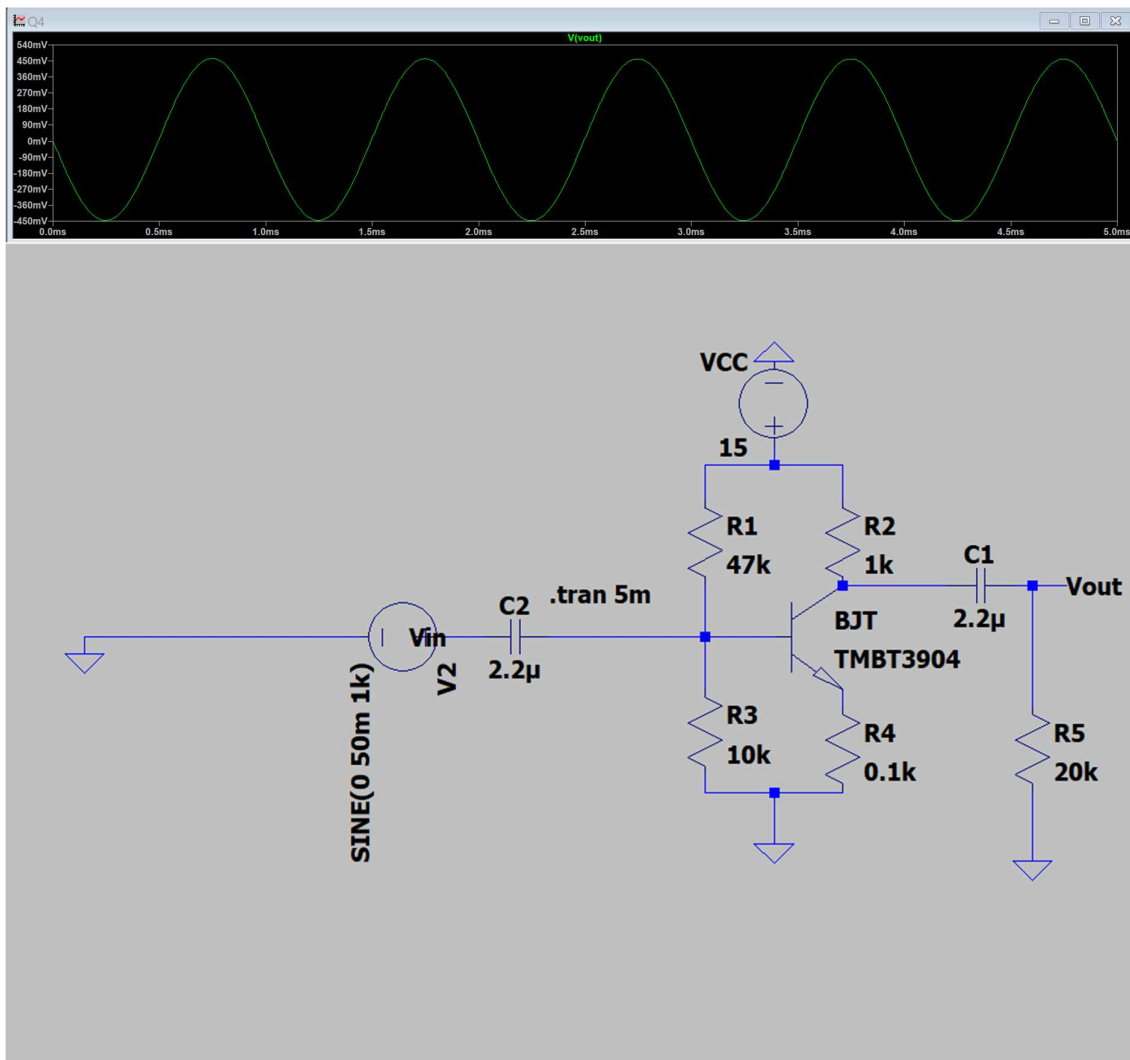 Q4
V(vout)
540mV
450mV
360mV
270mV
180mV
90mV
0mV
-90mV
-180mV
-270mV
-360mV
-450mV
0.0ms 0.5ms 1.0ms 1.5ms 2.0ms 2.5ms 3.0ms 3.5ms 4.0ms 4.5ms 5.0ms
VCC
15
R1
47k
R2
1k
C1
2.2µ
Vout
.tran 5m
C2
2.2µ
Vin
V2
SINE(0 50m 1k)
BJT
TMBT3904
R3
10k
R4
0.1k
R5
20k